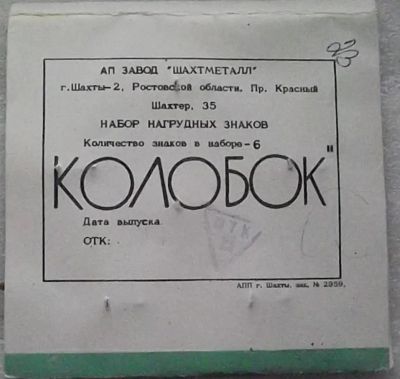 АП ЗАВОД "ШАХТМЕТАЛЛ"
г.Шахты-2, Ростовской области, Пр. Красный
Шахтер, 35
НАБОР НАГРУДНЫХ ЗНАКОВ
Количество знаков в наборе-6
КОЛОБОК"
Дата выпуска
ОТК:
ОТК
АПП г. Шахты, зак. № 2959.